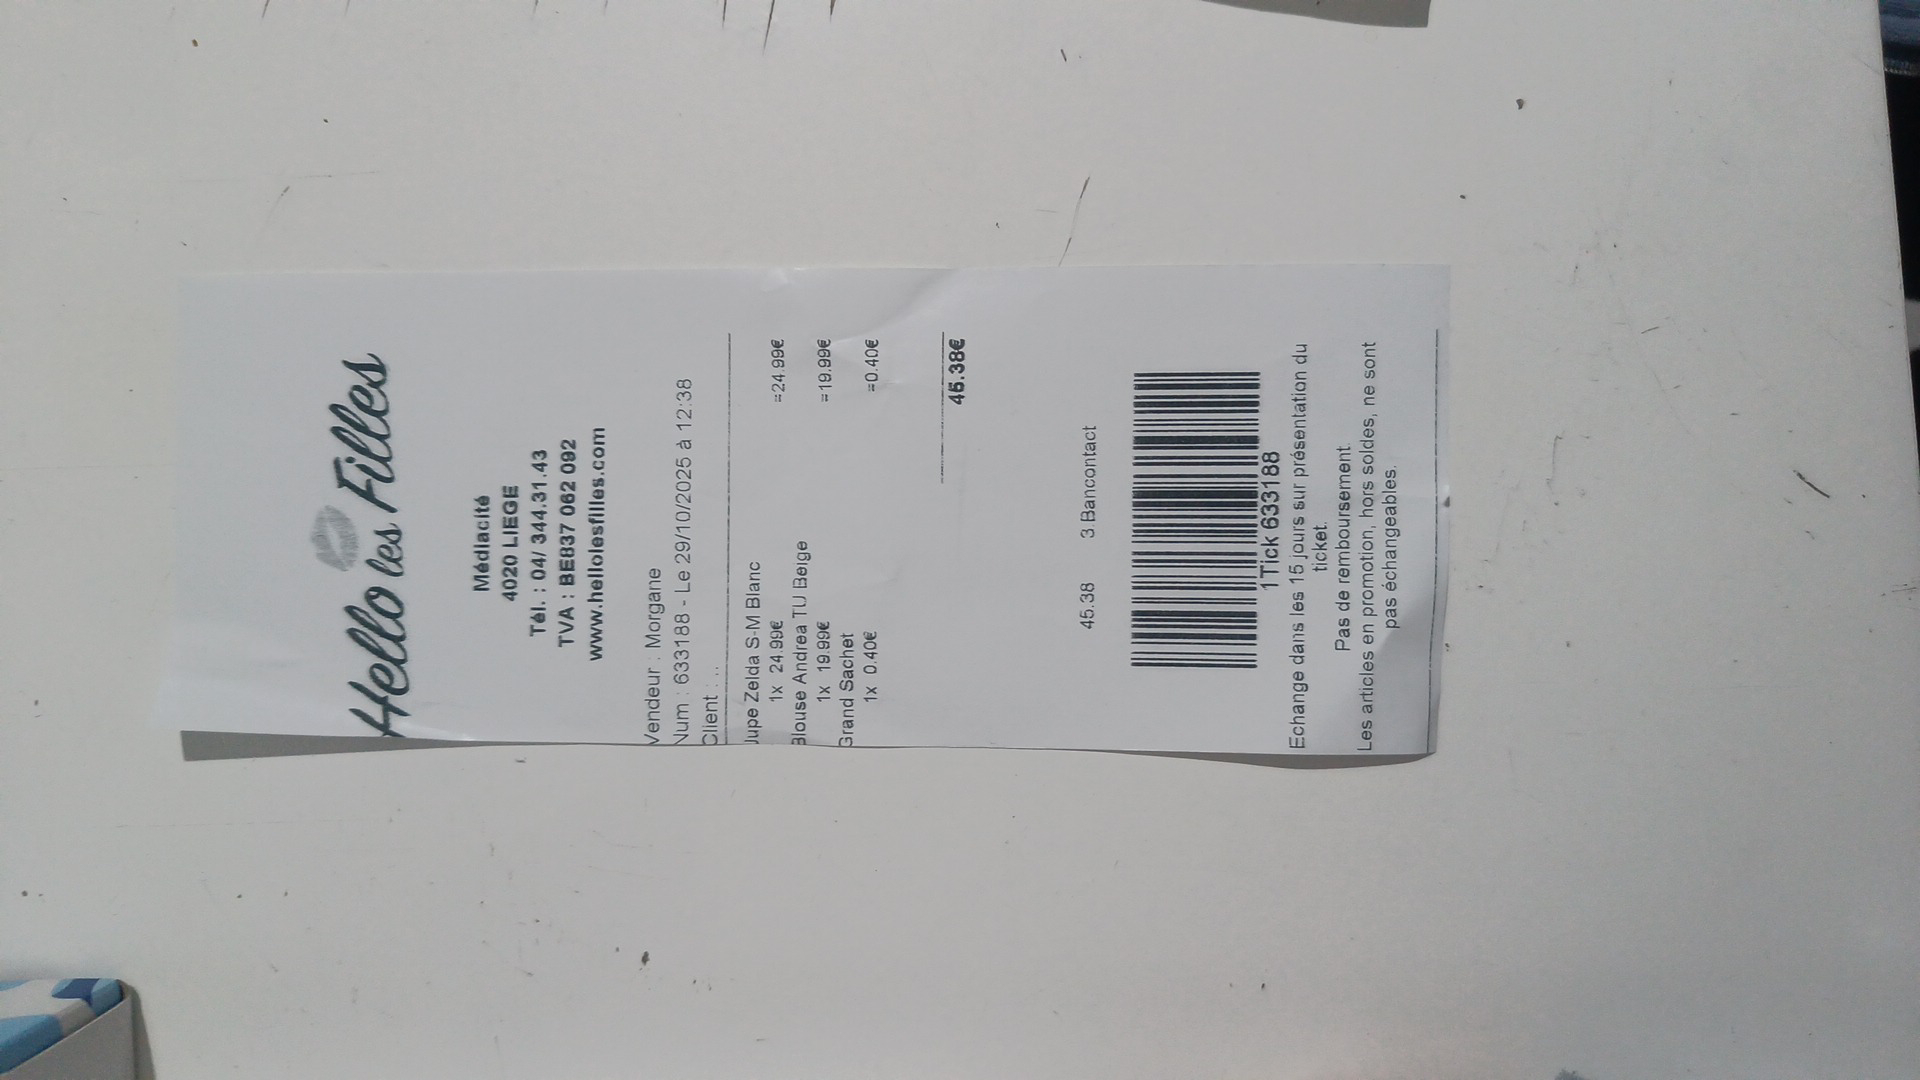 Hello les Filles
Médiacité
4020 LIEGE
Tél. : 04/ 344.31.43
TVA : BE837 062 092
www.hellolesfilles.com
Vendeur : Morgane
Num : 633188 - Le 29/10/2025 à 12:38
Client : ..
Jupe Zelda S-M Blanc
1x 24.99€ =24.99€
Blouse Andrea TU Beige
1x 19.99€ =19.99€
Grand Sachet
1x 0.40€ =0.40€
45.38€
45.38 3 Bancontact
1Tick 633188
Echange dans les 15 jours sur présentation du
ticket.
Pas de remboursement.
Les articles en promotion, hors soldes, ne sont
pas échangeables.